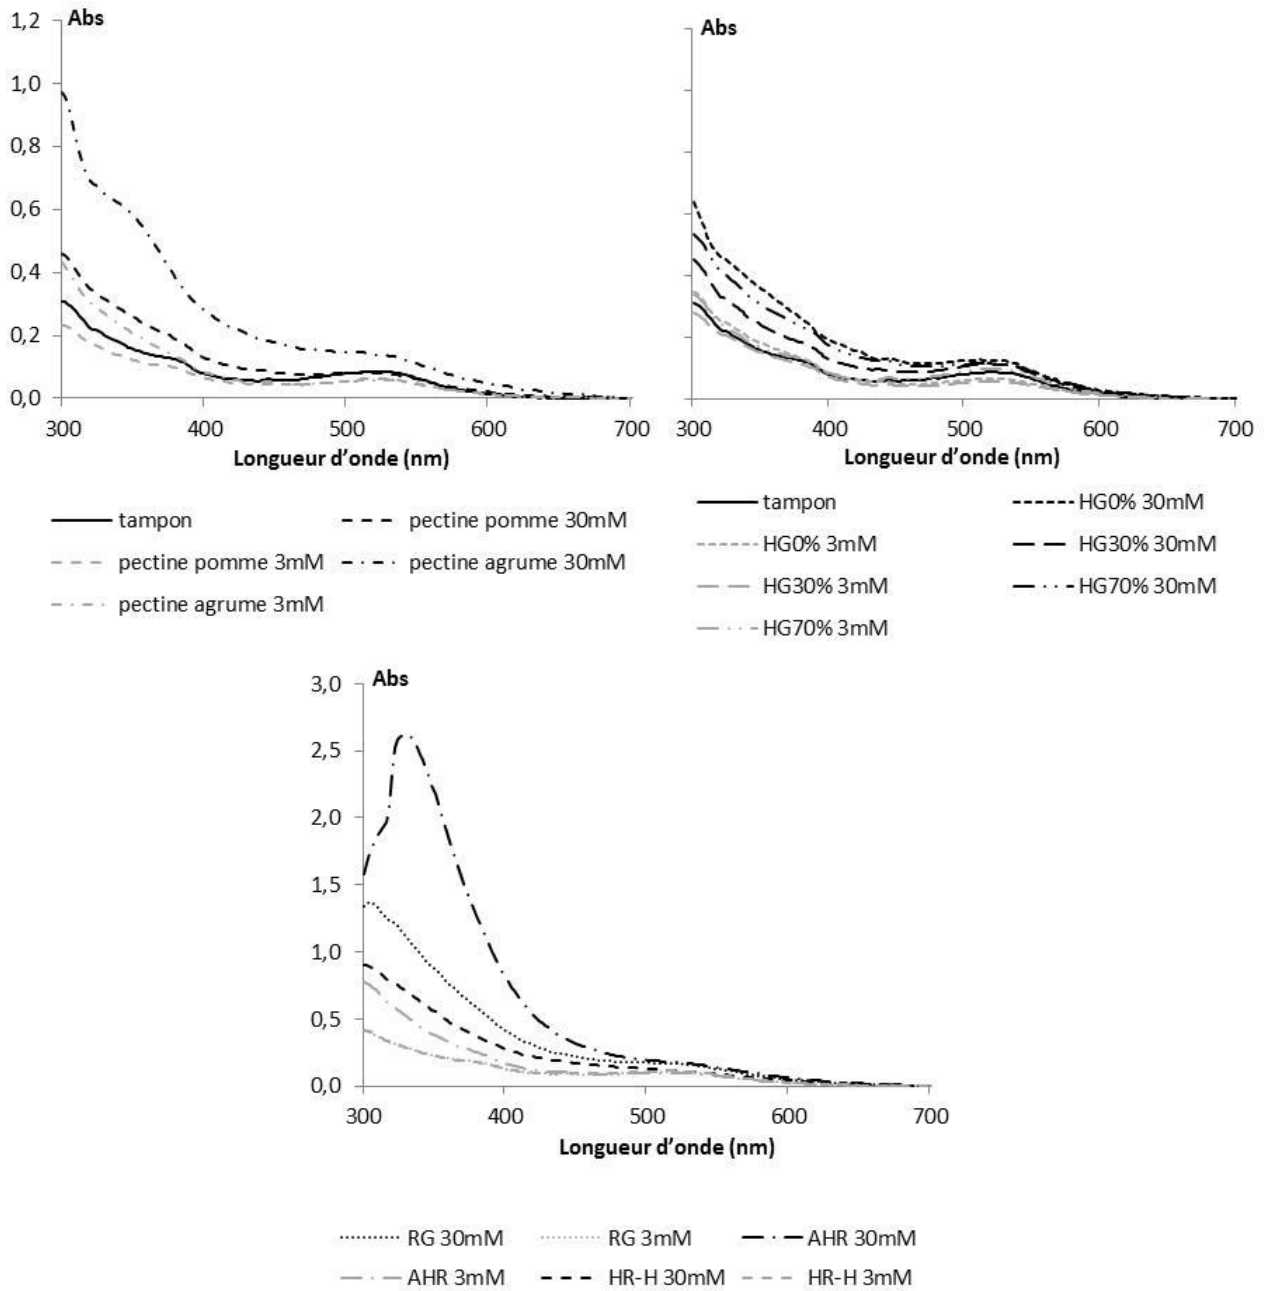 Abs
1,2
1,0
0,8
0,6
0,4
0,2
0,0
300 400 500 600 700
Longueur d'onde (nm)
tampon pectine pomme 30mM
pectine pomme 3mM pectine agrume 30mM
pectine agrume 3mM
Abs
300 400 500 600 700
Longueur d'onde (nm)
tampon HG0% 30mM
HG0% 3mM HG30% 30mM
HG30% 3mM HG70% 30mM
HG70% 3mM
Abs
3,0
2,5
2,0
1,5
1,0
0,5
0,0
300 400 500 600 700
Longueur d'onde (nm)
RG 30mM RG 3mM AHR 30mM
AHR 3mM HR-H 30mM HR-H 3mM